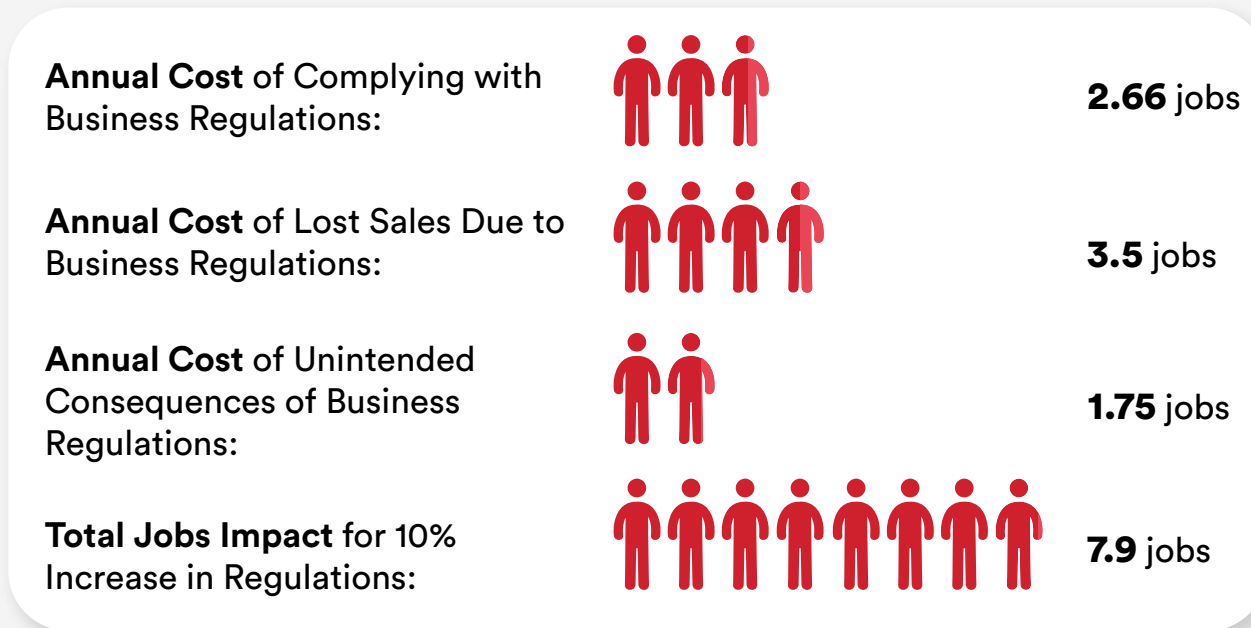 Annual Cost of Complying with
Business Regulations:
2.66 jobs
Annual Cost of Lost Sales Due to
Business Regulations:
3.5 jobs
Annual Cost of Unintended
Consequences of Business
Regulations:
1.75 jobs
Total Jobs Impact for 10%
Increase in Regulations:
7.9 jobs